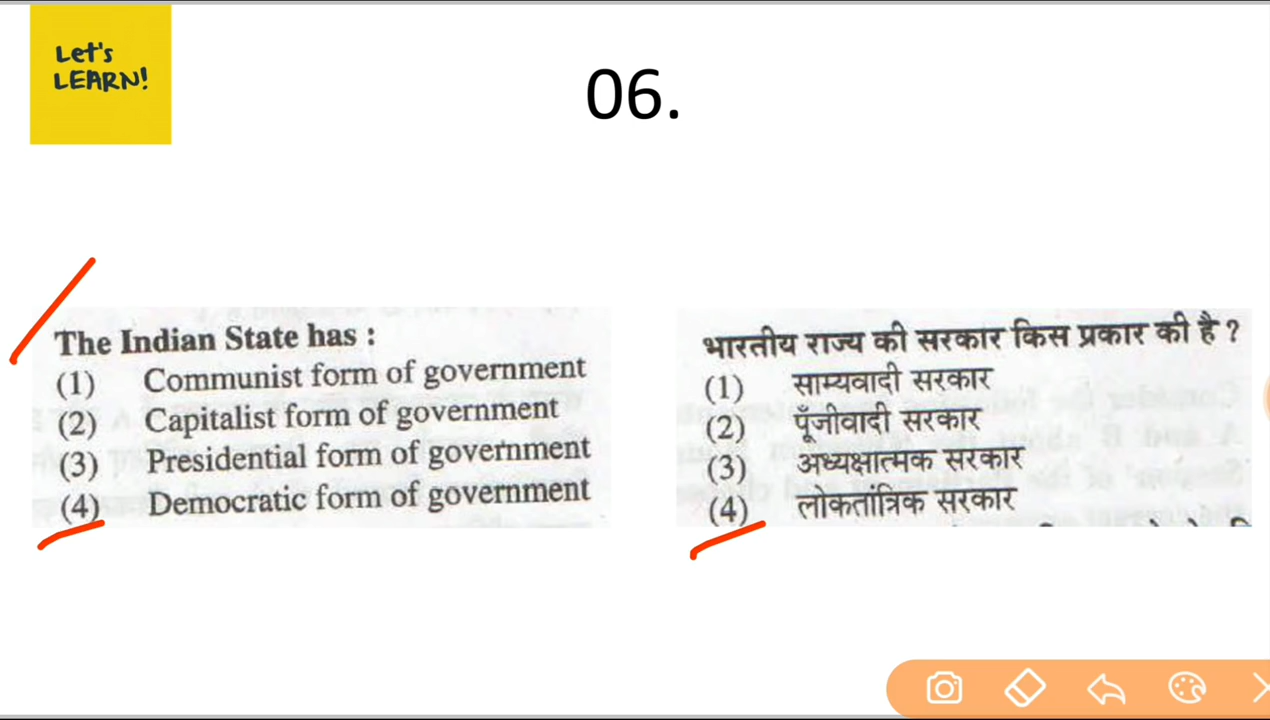 Let's
LEARN!
06.
The Indian State has :
(1) Communist form of government
(2) Capitalist form of government
(3) Presidential form of government
(4) Democratic form of government
भारतीय राज्य की सरकार किस प्रकार की है ?
(1) साम्यवादी सरकार
(2) पूँजीवादी सरकार
(3) अध्यक्षात्मक सरकार
(4) लोकतांत्रिक सरकार